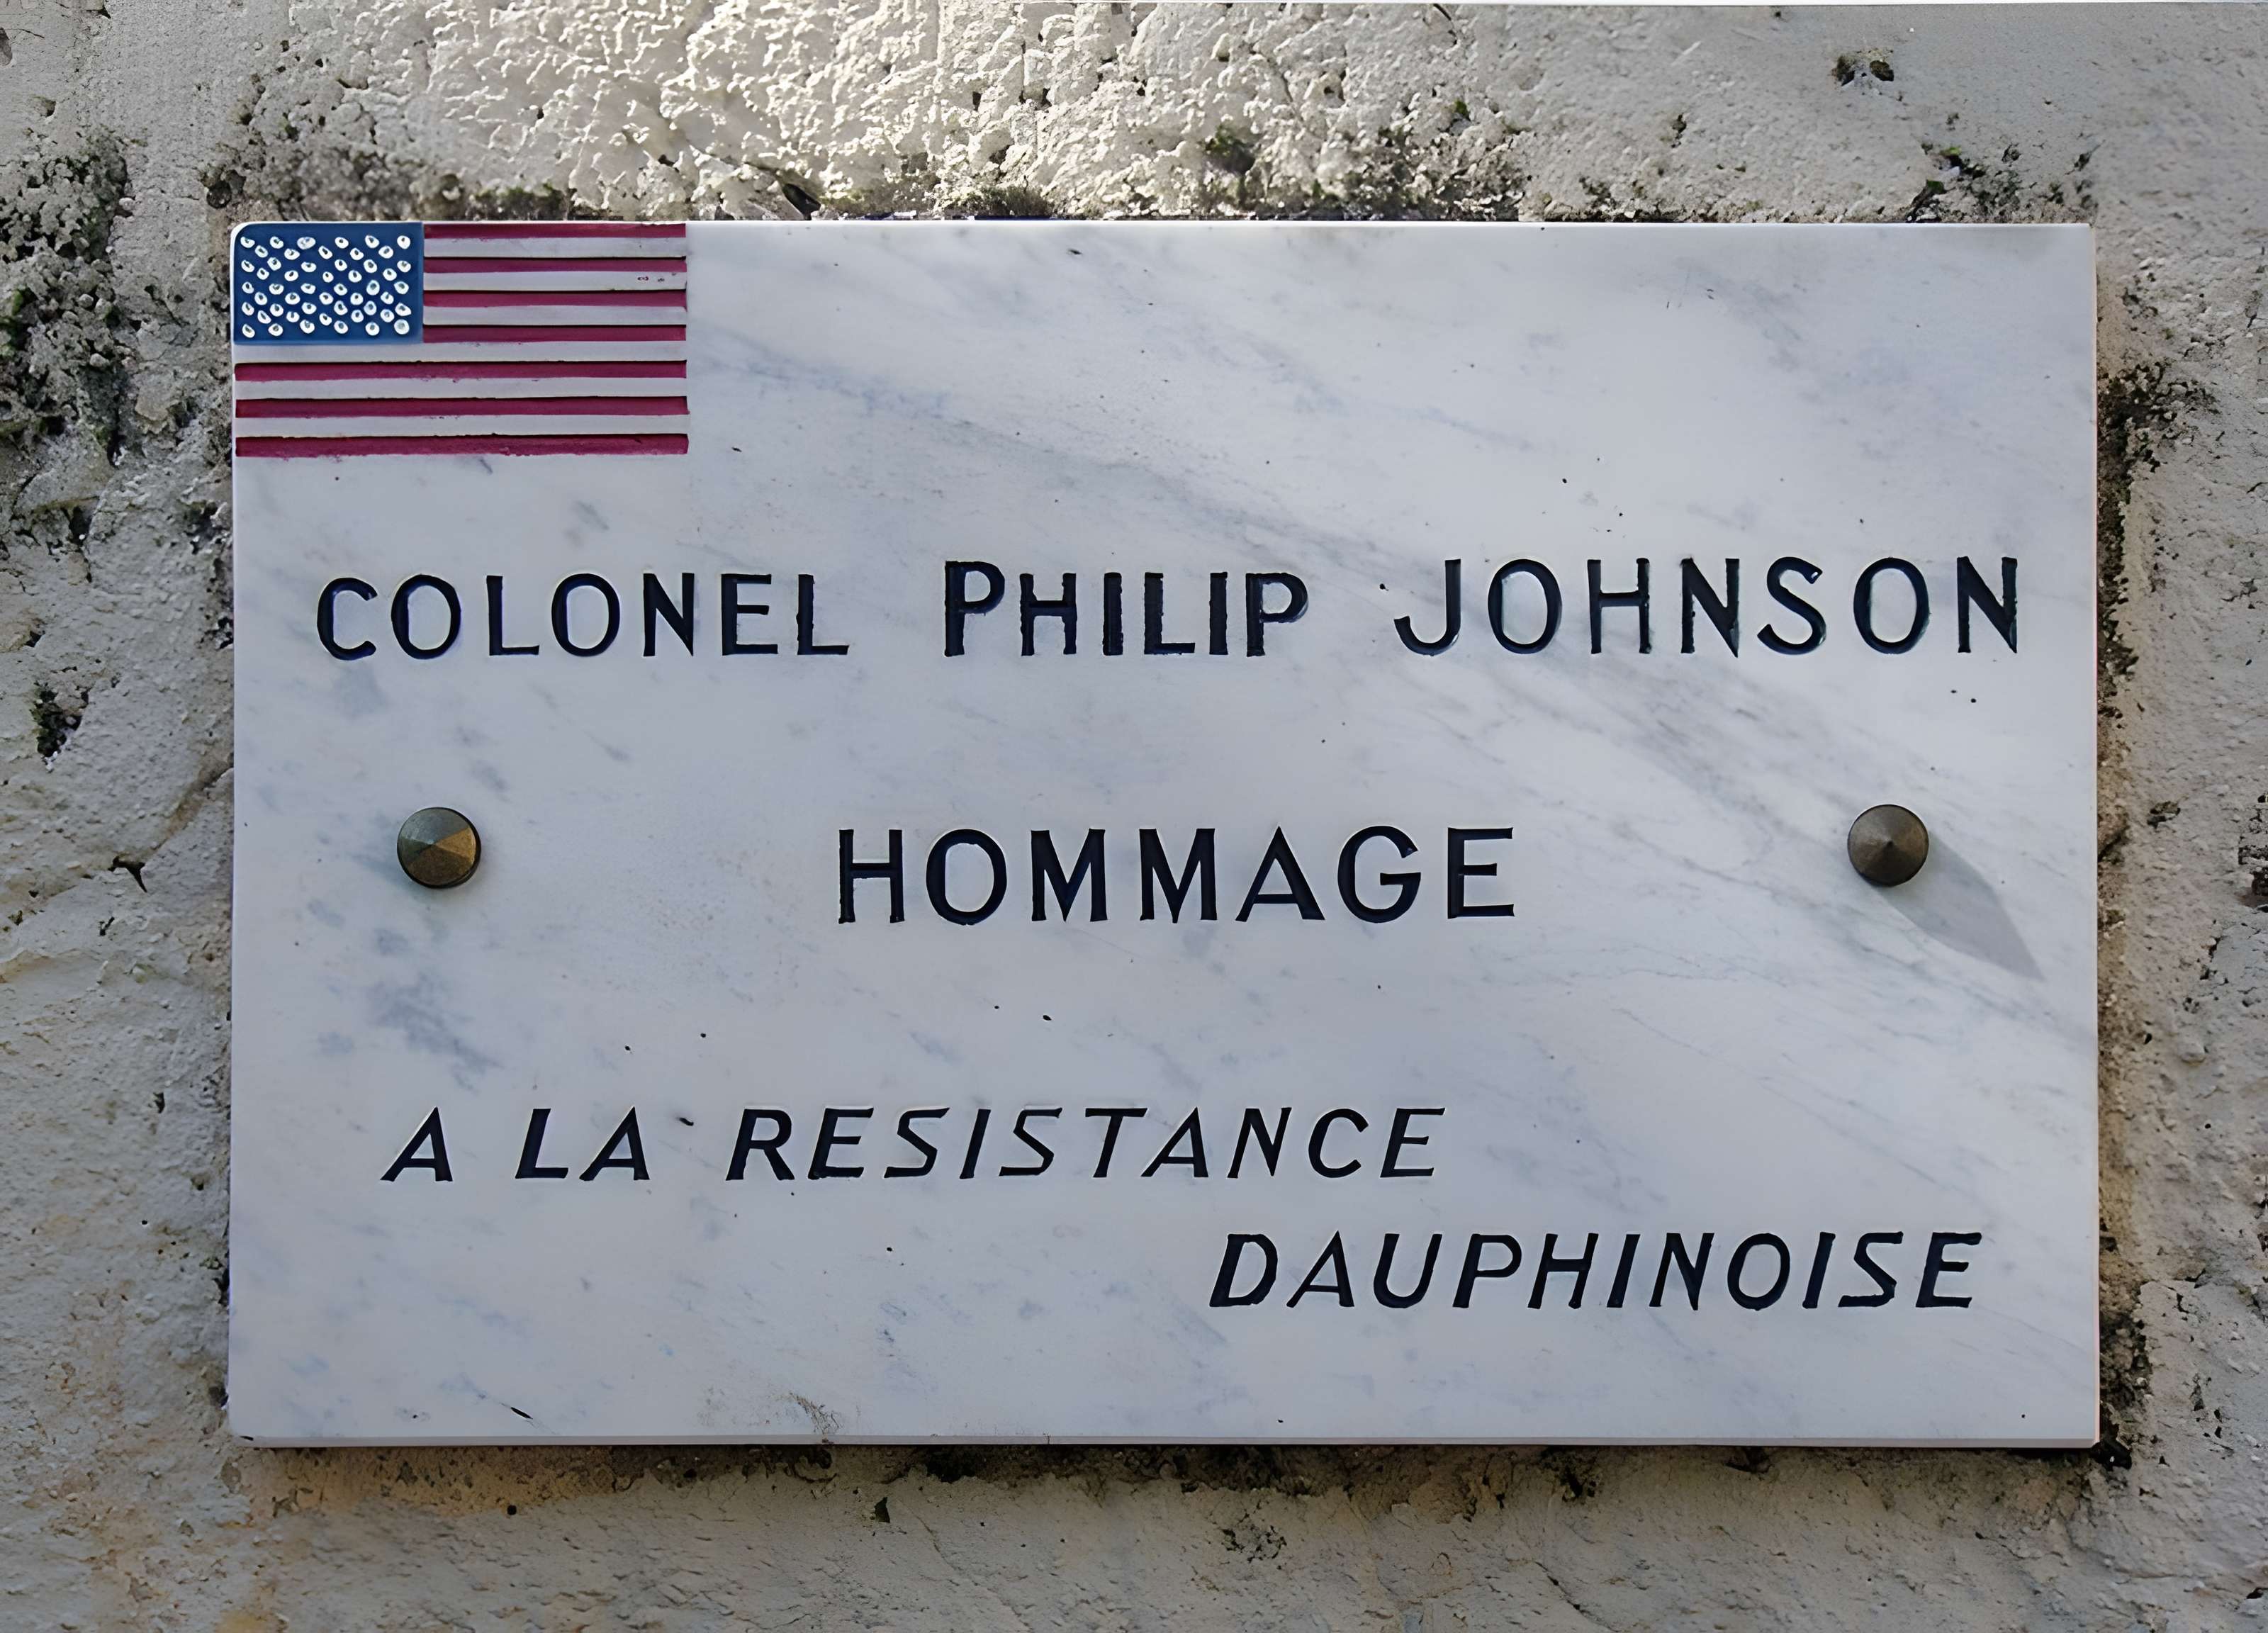 COLONEL PHILIP JOHNSON
HOMMAGE
A LA RESISTANCE
DAUPHINOISE